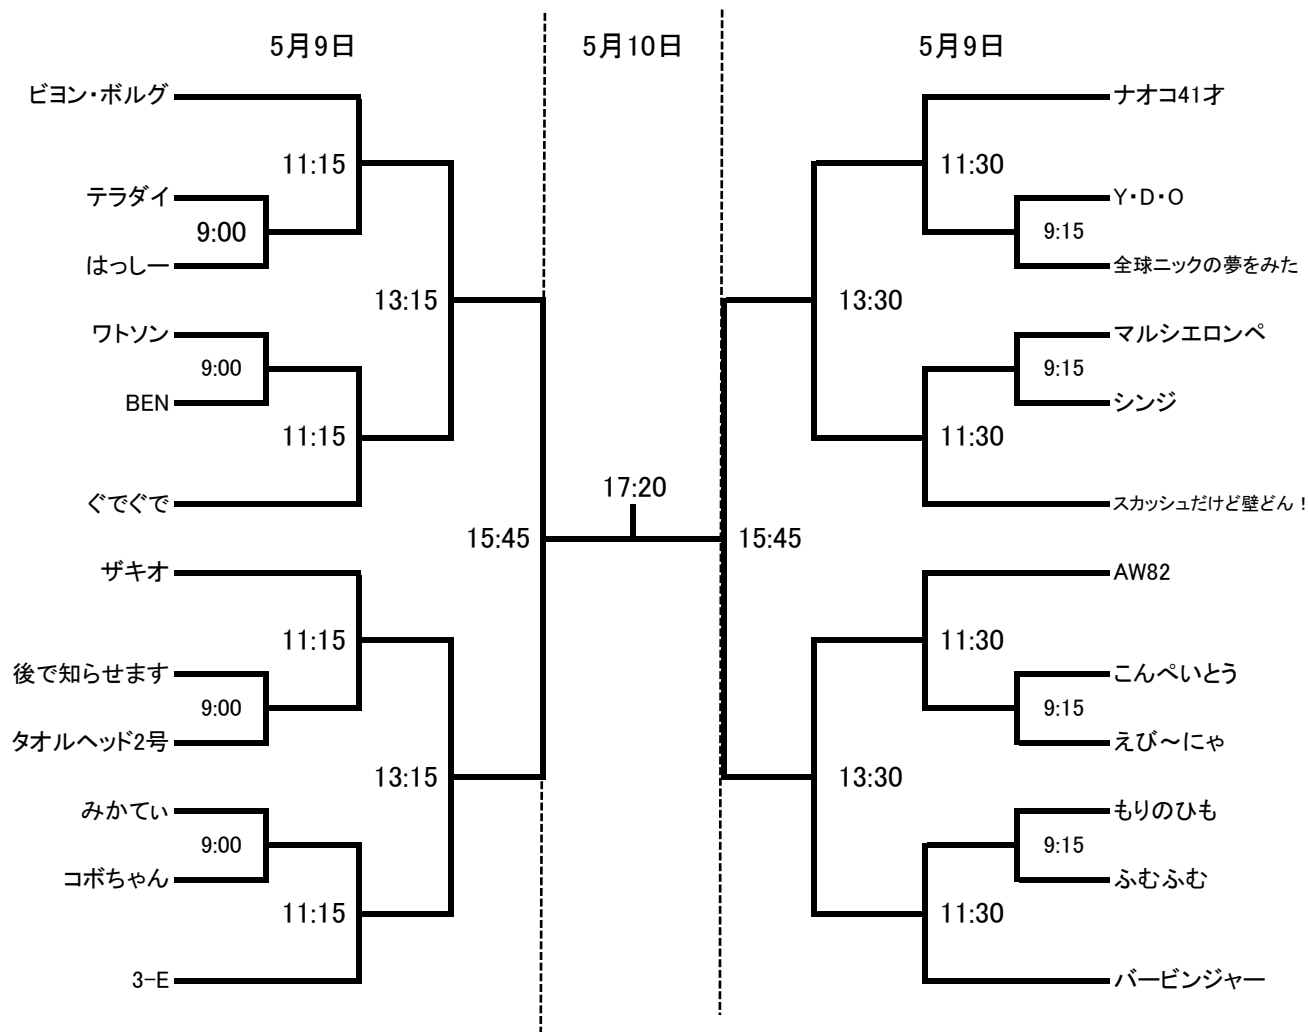 5月9日
5月10日
5月9日
ビヨン・ボルグ
11:15
テラダイ
9:00
はっしー
13:15
ワトソン
9:00
BEN
11:15
ぐでぐで
15:45
ザキオ
11:15
後で知らせます
9:00
タオルヘッド2号
13:15
みかてぃ
9:00
コボちゃん
11:15
3-E
17:20
ナオコ41才
11:30
Y・D・O
9:15
全球ニックの夢をみた
13:30
マルシエロンペ
9:15
シンジ
11:30
スカッシュだけど壁どん!
15:45
AW82
11:30
こんぺいとう
9:15
えび～にゃ
13:30
もりのひも
9:15
ふむふむ
11:30
バービンジャー